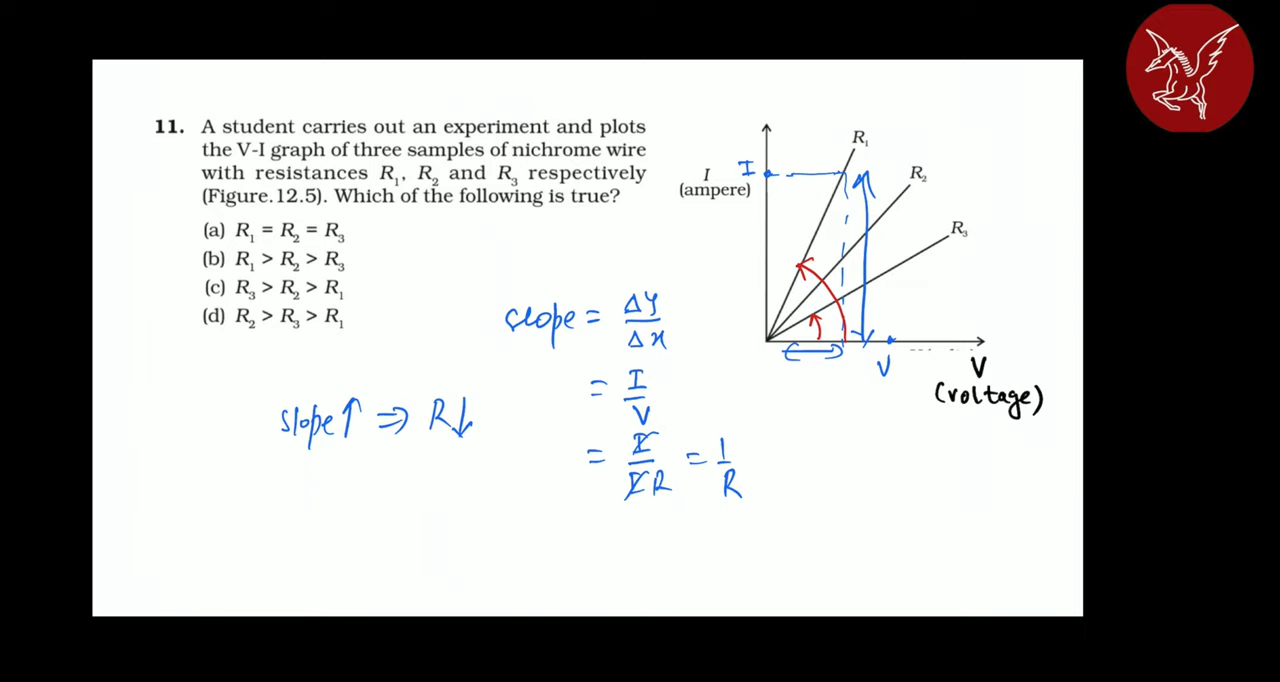 11. A student carries out an experiment and plots
the V-I graph of three samples of nichrome wire
with resistances R₁, R₂ and R₃ respectively
(Figure.12.5). Which of the following is true?
(a) R₁ = R₂ = R₃
(b) R₁ > R₂ > R₃
(c) R₃ > R₂ > R₁
(d) R₂ > R₃ > R₁
R₁
I
I
(ampere)
R₂
R₃
V
V
(voltage)
slope = Δy/Δx
= I/V
= I/IR = 1/R
slope↑ ⇒ R↓